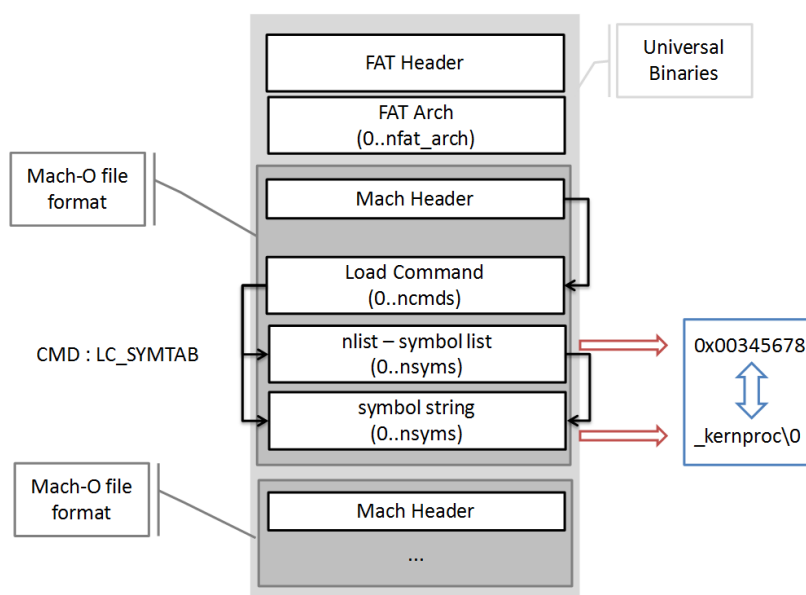 FAT Header
Universal
Binaries
FAT Arch
(0..nfat_arch)
Mach-O file
format
Mach Header
Load Command
(0..ncmds)
CMD : LC_SYMTAB
nlist – symbol list
(0..nsyms)
0x00345678
symbol string
(0..nsyms)
_kernproc\0
Mach-O file
format
Mach Header
...